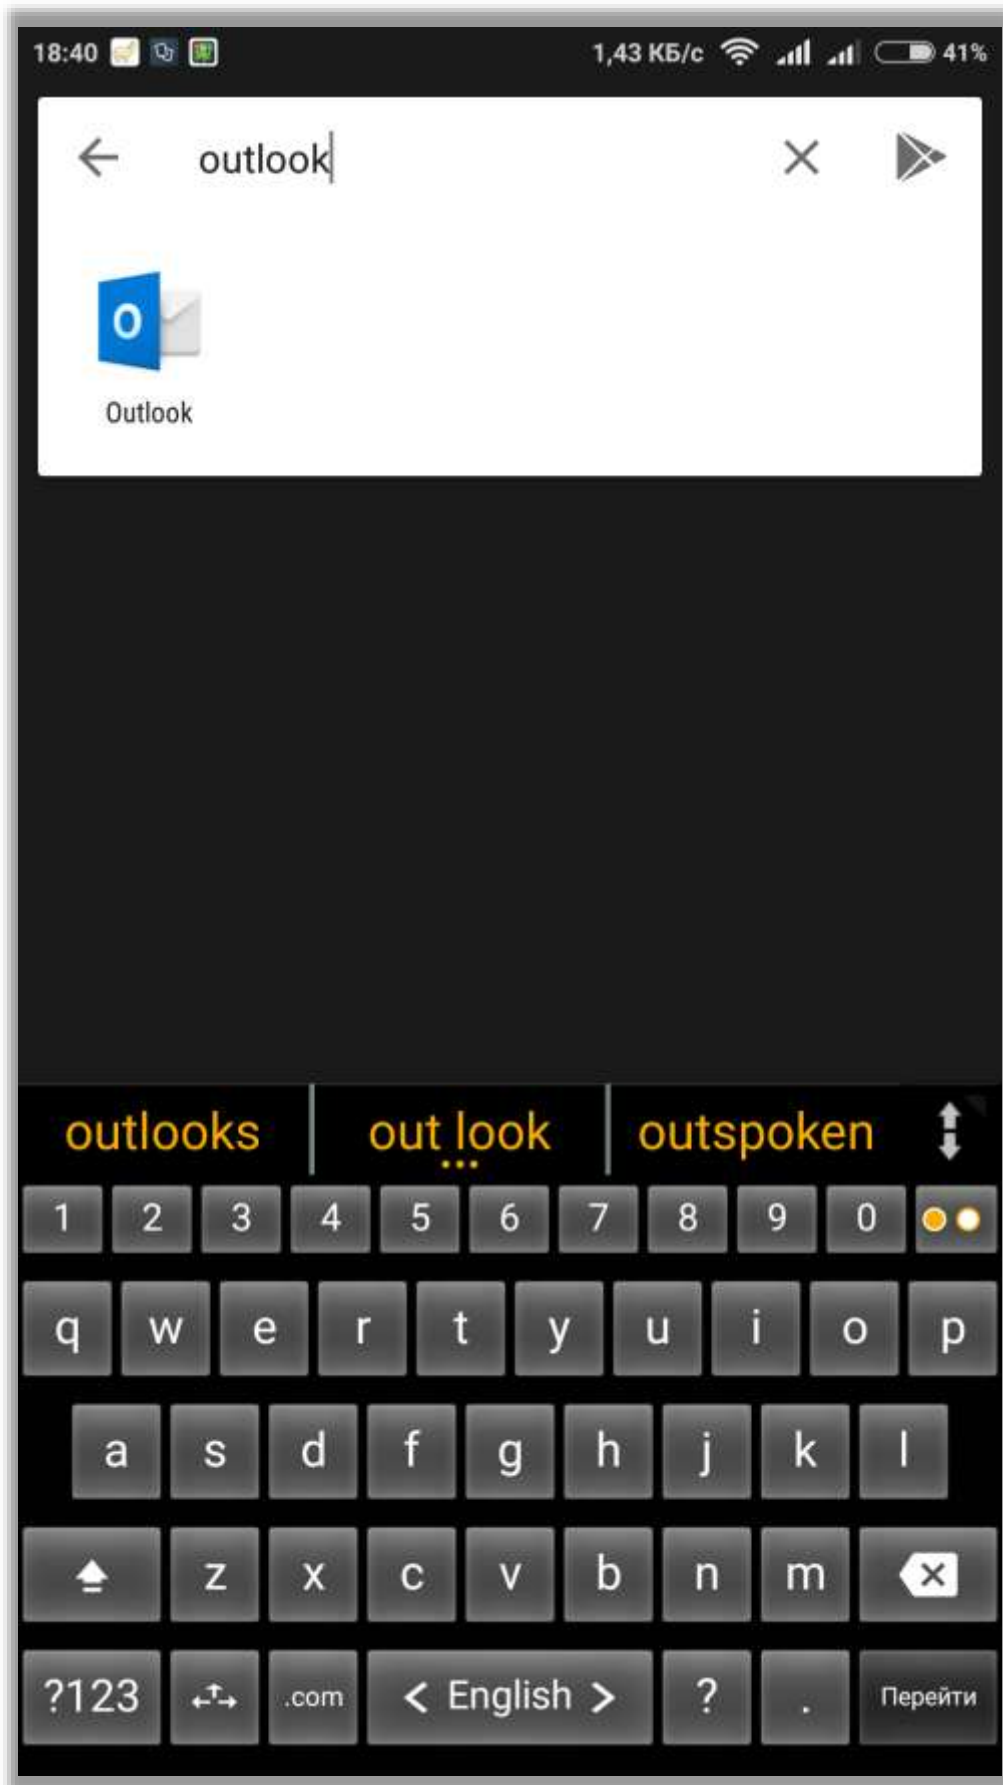 18:40 1,43 КБ/с 41%
outlook
O
Outlook
outlooks out look outspoken
1 2 3 4 5 6 7 8 9 0
q w e r t y u i o p
a s d f g h j k l
z x c v b n m
?123 .com < English > ? . Перейти